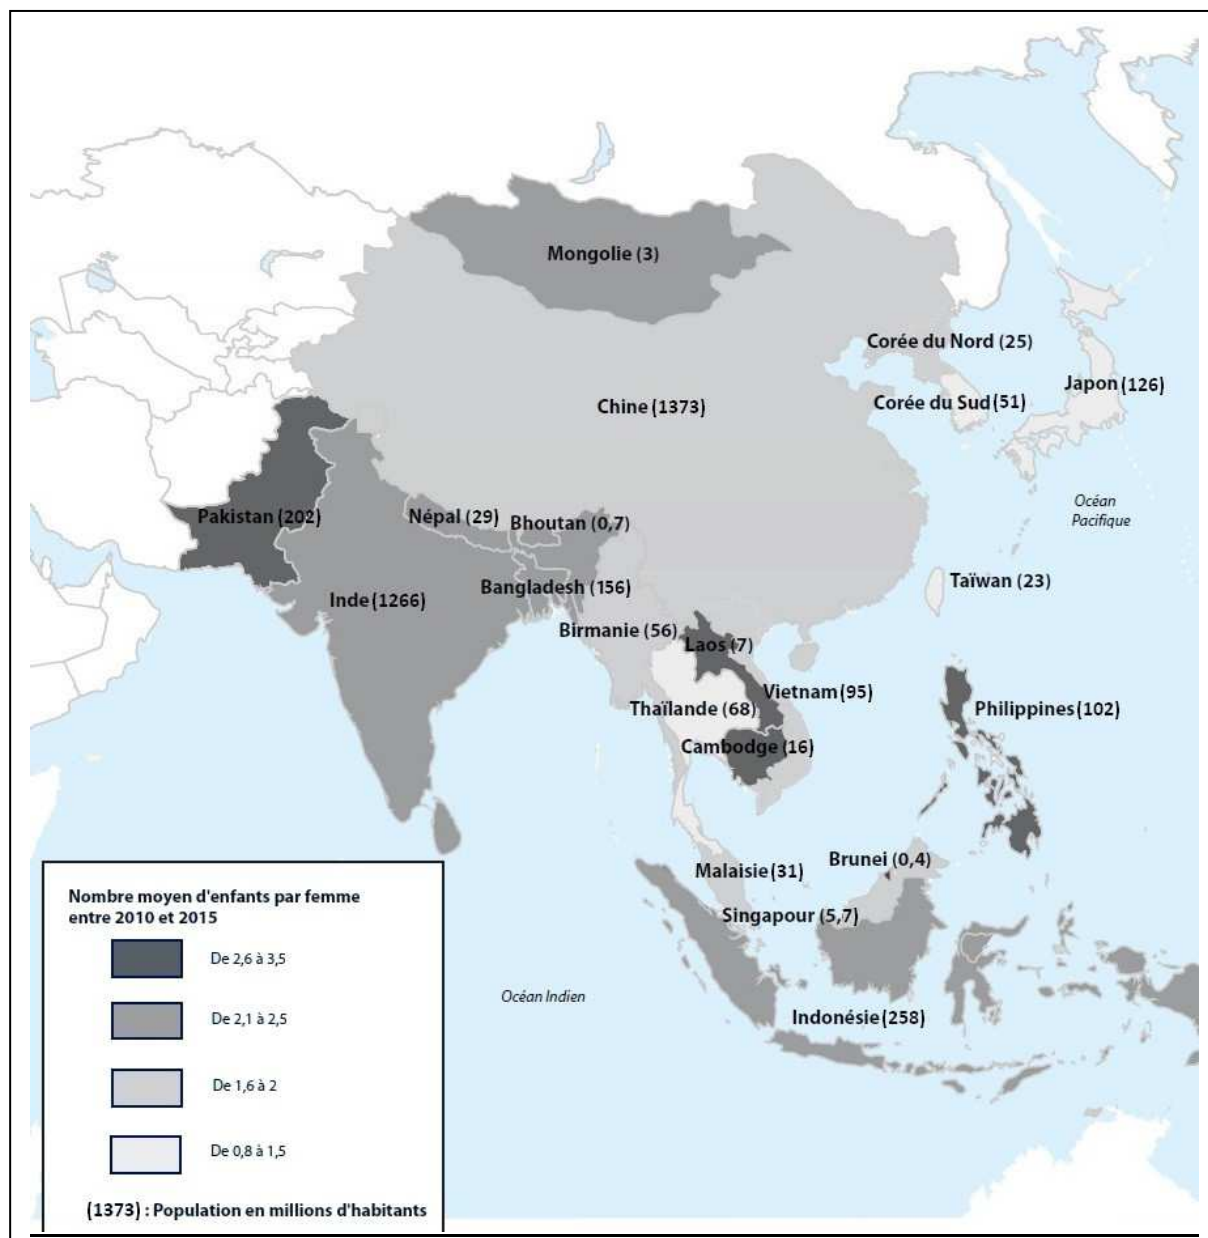 Mongolie (3)
Corée du Nord (25)
Japon (126)
Corée du Sud (51)
Chine (1373)
Océan
Pacifique
Pakistan (202)
Népal (29)
Bhoutan (0,7)
Taïwan (23)
Bangladesh (156)
Inde (1266)
Birmanie (56)
Laos (7)
Vietnam (95)
Thaïlande (68)
Philippines (102)
Cambodge (16)
Brunei (0,4)
Malaisie (31)
Singapour (5,7)
Océan Indien
Indonésie (258)
Nombre moyen d'enfants par femme
entre 2010 et 2015
De 2,6 à 3,5
De 2,1 à 2,5
De 1,6 à 2
De 0,8 à 1,5
(1373) : Population en millions d'habitants